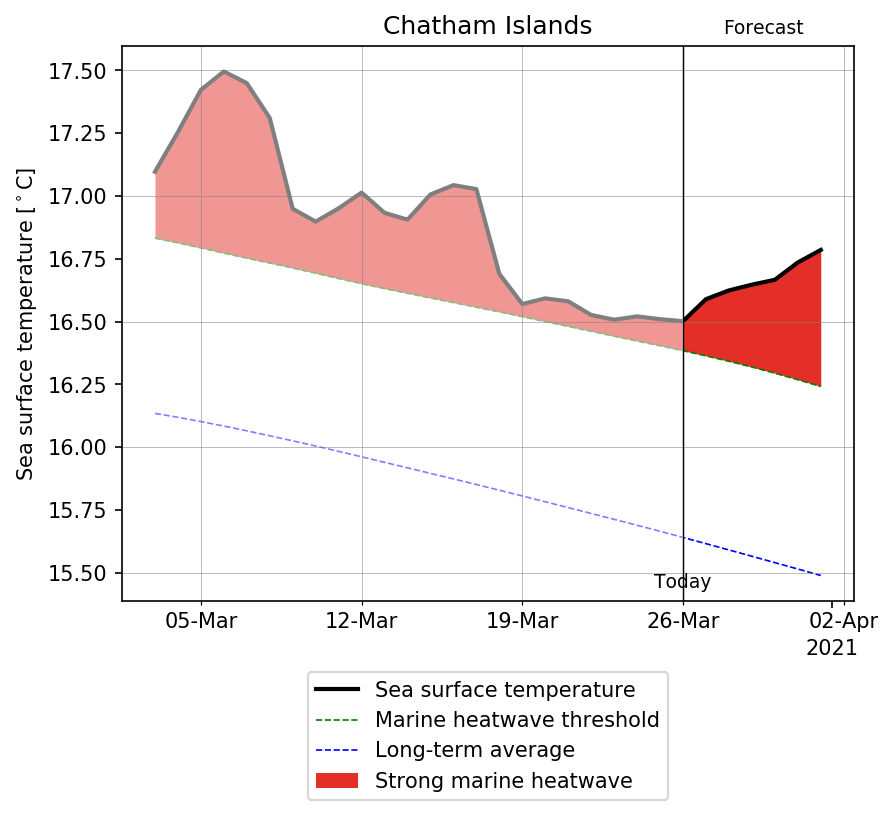 Chatham Islands
Forecast
Sea surface temperature [°C]
17.50
17.25
17.00
16.75
16.50
16.25
16.00
15.75
15.50
Today
05-Mar
12-Mar
19-Mar
26-Mar
02-Apr
2021
Sea surface temperature
Marine heatwave threshold
Long-term average
Strong marine heatwave